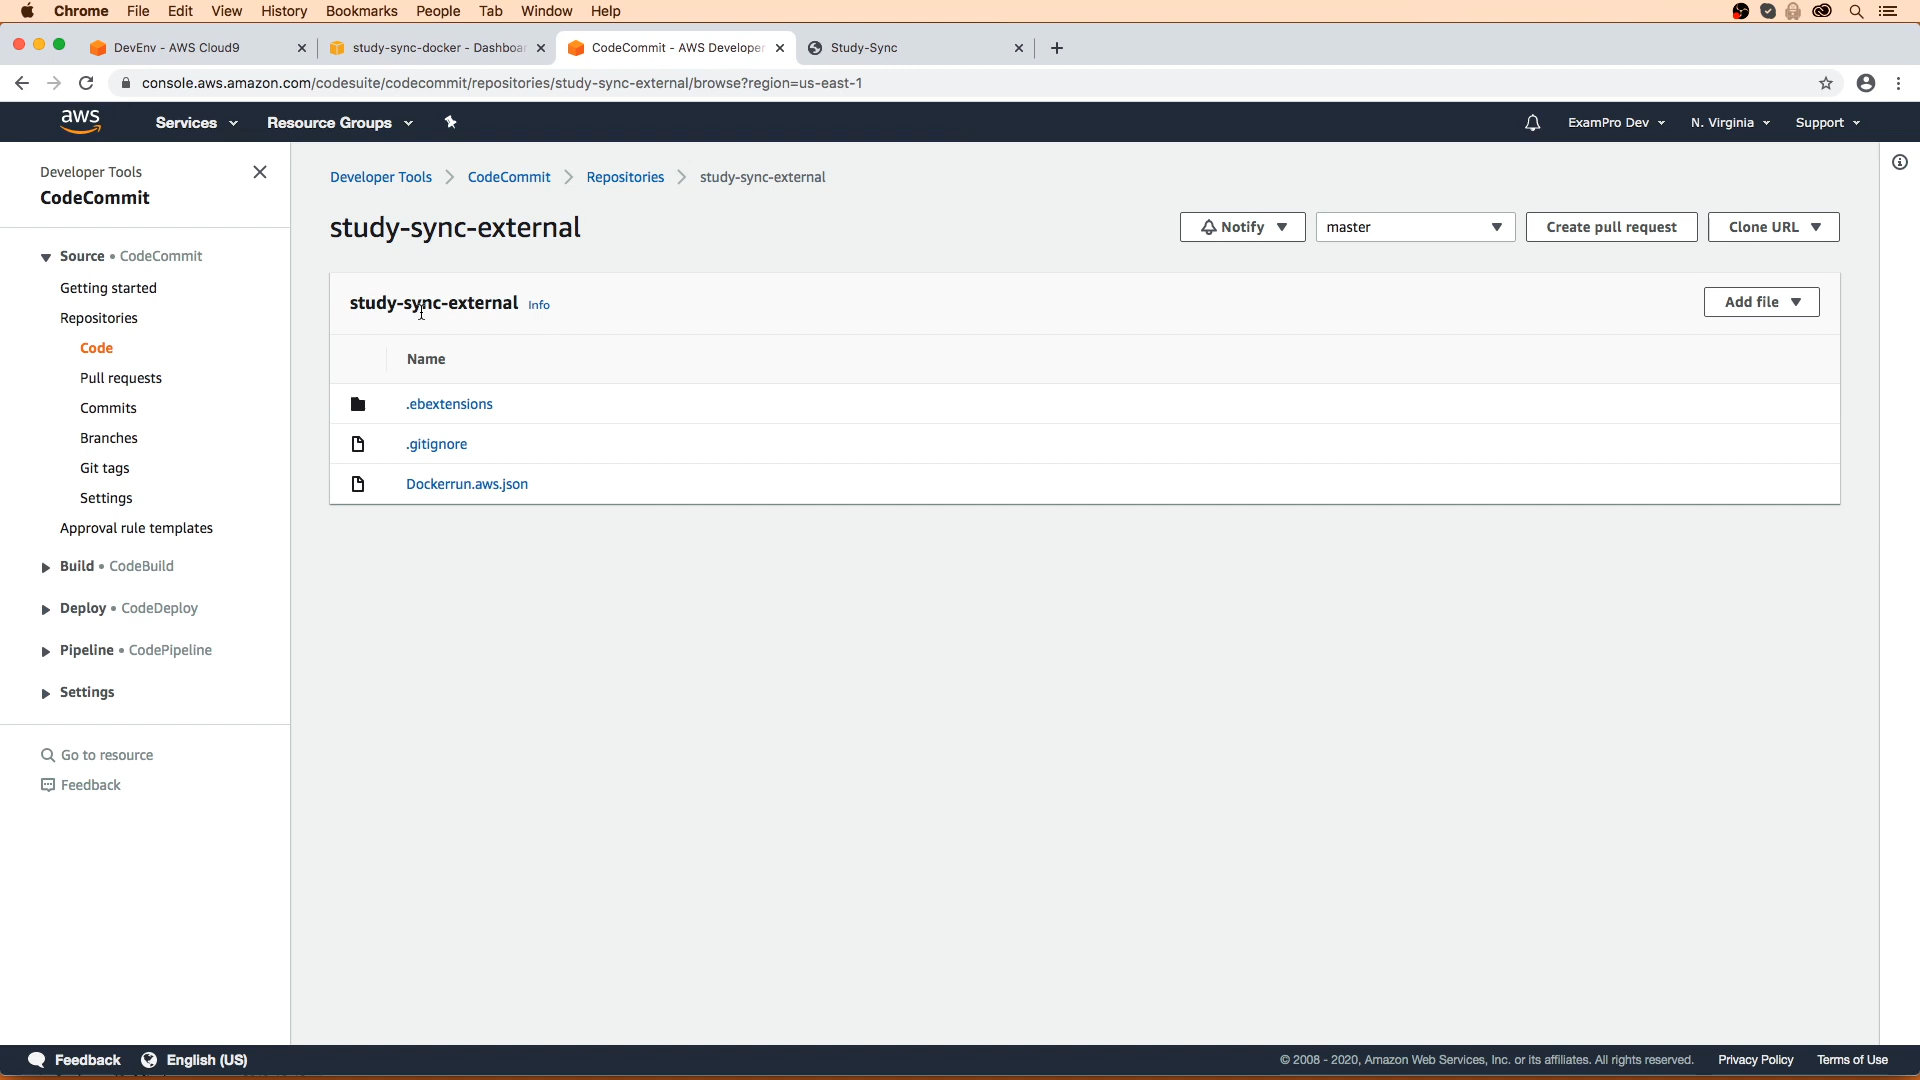 Chrome File Edit View History Bookmarks People Tab Window Help
DevEnv - AWS Cloud9
study-sync-docker - Dashboar
CodeCommit - AWS Developer
Study-Sync
console.aws.amazon.com/codesuite/codecommit/repositories/study-sync-external/browse?region=us-east-1
aws Services Resource Groups ExamPro Dev N. Virginia Support
Developer Tools
CodeCommit
Source • CodeCommit
Getting started
Repositories
Code
Pull requests
Commits
Branches
Git tags
Settings
Approval rule templates
Build • CodeBuild
Deploy • CodeDeploy
Pipeline • CodePipeline
Settings
Go to resource
Feedback
Developer Tools CodeCommit Repositories study-sync-external
study-sync-external
Notify master Create pull request Clone URL
study-sync-external Info
Add file
Name
.ebextensions
.gitignore
Dockerrun.aws.json
Feedback English (US)
© 2008 - 2020, Amazon Web Services, Inc. or its affiliates. All rights reserved. Privacy Policy Terms of Use